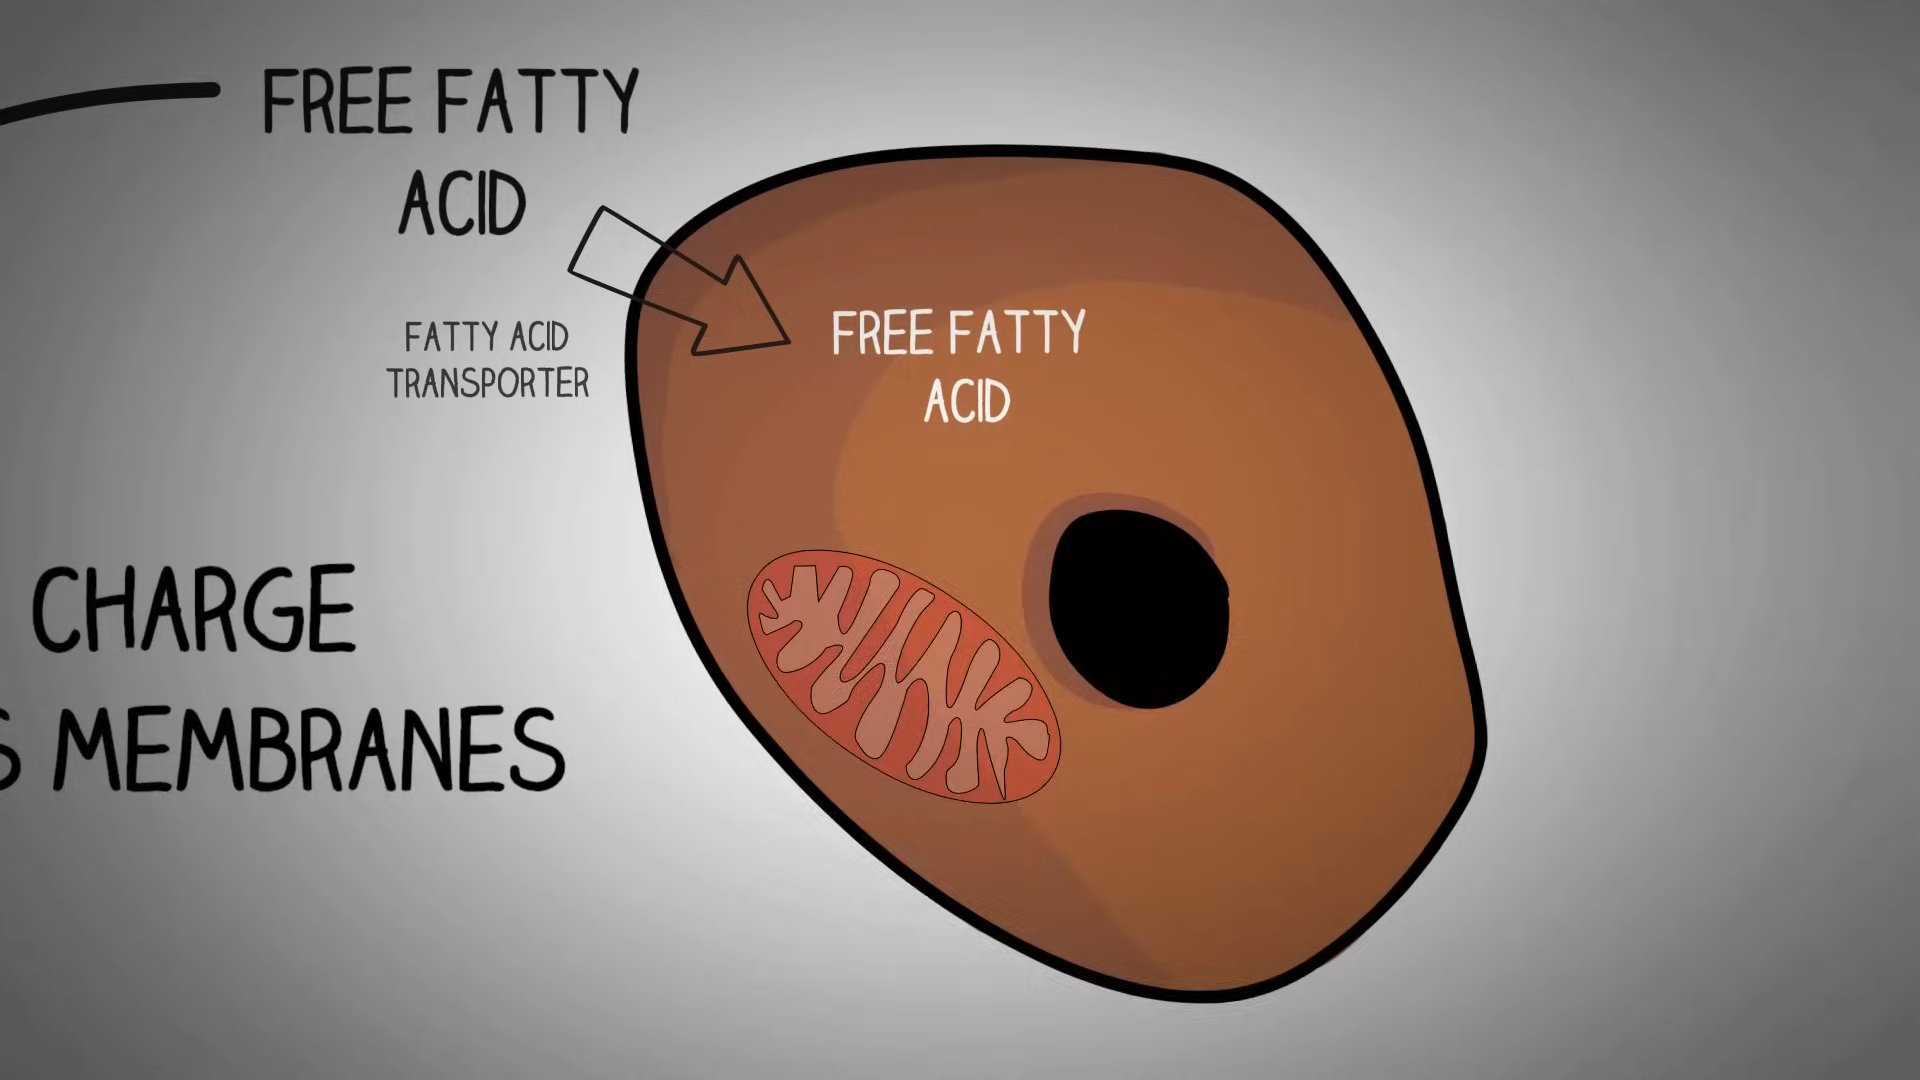 FREE FATTY
ACID
FATTY ACID
TRANSPORTER
FREE FATTY
ACID
CHARGE
MEMBRANES